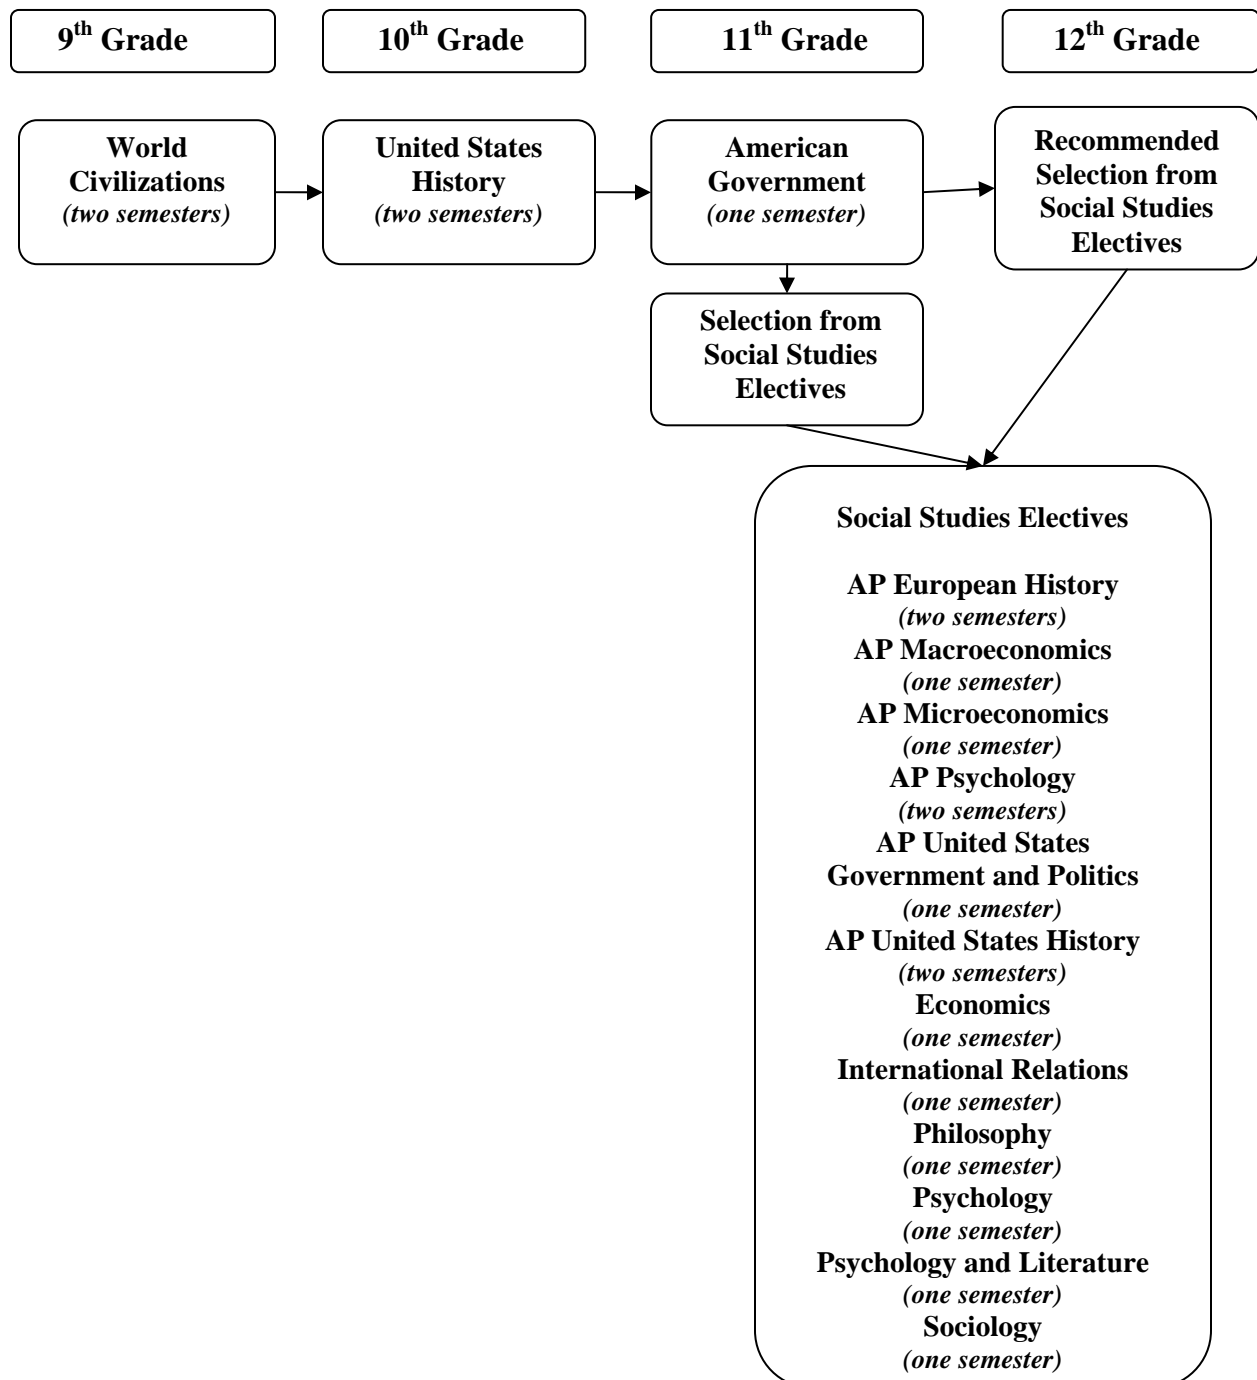 9th Grade
10th Grade
11th Grade
12th Grade
World
Civilizations
(two semesters)
United States
History
(two semesters)
American
Government
(one semester)
Recommended
Selection from
Social Studies
Electives
Selection from
Social Studies
Electives
Social Studies Electives
AP European History
(two semesters)
AP Macroeconomics
(one semester)
AP Microeconomics
(one semester)
AP Psychology
(two semesters)
AP United States
Government and Politics
(one semester)
AP United States History
(two semesters)
Economics
(one semester)
International Relations
(one semester)
Philosophy
(one semester)
Psychology
(one semester)
Psychology and Literature
(one semester)
Sociology
(one semester)